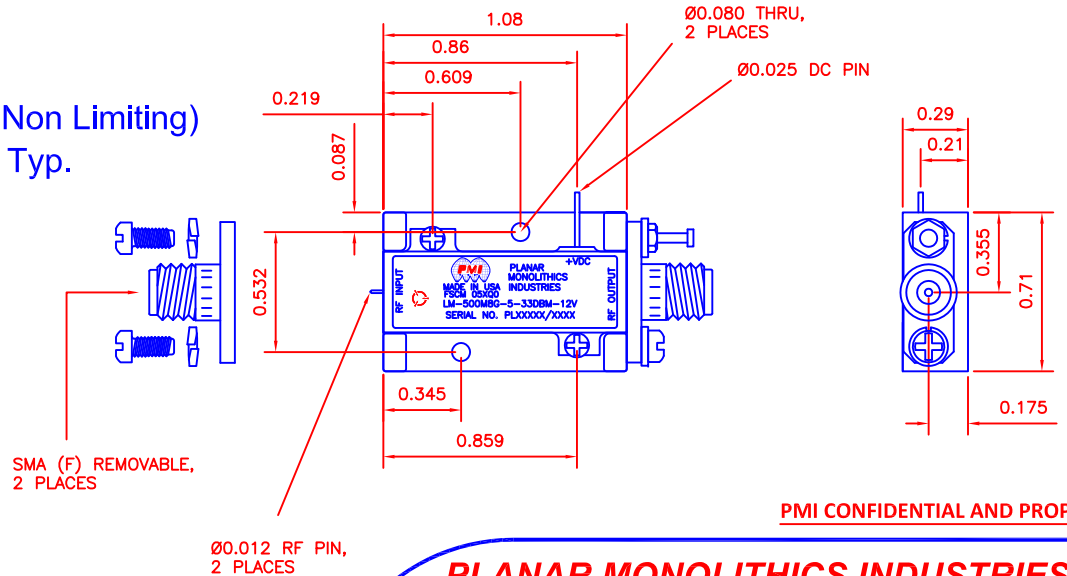 Non Limiting)
Typ.
1.08
0.86
0.609
0.219
0.087
0.532
Ø0.080 THRU,
2 PLACES
Ø0.025 DC PIN
0.29
0.21
0.355
0.71
0.175
RF INPUT
PMI
MADE IN USA
FSCM 05XQ0
PLANAR
MONOLITHICS
INDUSTRIES
+VDC
LM-500M8G-5-33DBM-12V
SERIAL NO. PLXXXXX/XXXX
RF OUTPUT
0.345
0.859
SMA (F) REMOVABLE,
2 PLACES
Ø0.012 RF PIN,
2 PLACES
PMI CONFIDENTIAL AND PROP
PLANAR MONOLITHICS INDUSTRIES